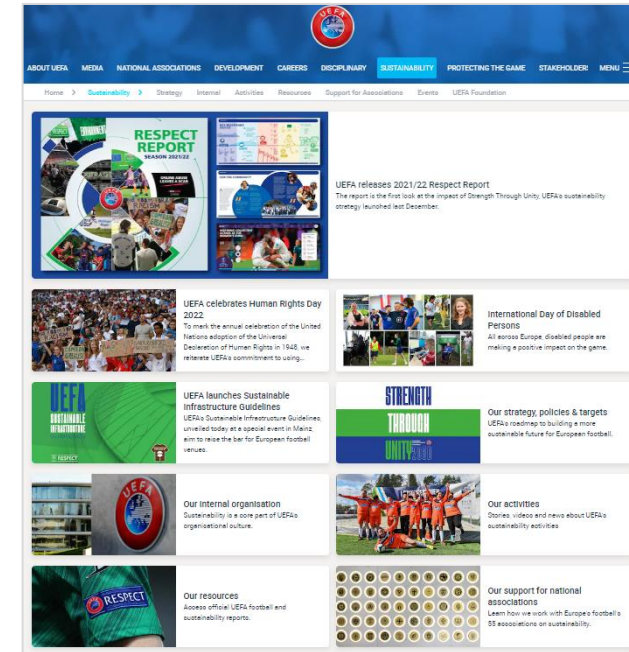 UEFA
ABOUT UEFA MEDIA NATIONAL ASSOCIATIONS DEVELOPMENT CAREERS DISCIPLINARY SUSTAINABILITY PROTECTING THE GAME STAKEHOLDER MENU
Home > Sustainability > Strategy Internal Activities Resources Support for Associations Events UEFA Foundation
RESPECT
REPORT
SEASON 2021/22
UEFA releases 2021/22 Respect Report
The report is the first look at the impact of Strength Through Unity, UEFA's sustainability
strategy launched last December.
UEFA celebrates Human Rights Day
2022
To mark the annual celebration of the United
Nations adoption of the Universal
Declaration of Human Rights in 1948, we
reiterate UEFA's commitment to using...
International Day of Disabled
Persons
All across Europe, disabled people are
making a positive impact on the game.
UEFA
SUSTAINABLE
INFRASTRUCTURE
RESPECT
UEFA launches Sustainable
Infrastructure Guidelines
UEFA's Sustainable Infrastructure Guidelines,
unveiled today at a special event in Mainz,
aim to raise the bar for European football
venues.
STRENGTH
THROUGH
UNITY
Our strategy, policies & targets
UEFA's roadmap to building a more
sustainable future for European football.
UEFA
Our internal organisation
Sustainability is a core part of UEFA's
organisational culture.
Our activities
Stories, videos and news about UEFA's
sustainability activities
RESPECT
Our resources
Access official UEFA football and
sustainability reports.
Our support for national
associations
Learn how we work with Europe's football's
55 associations on sustainability.